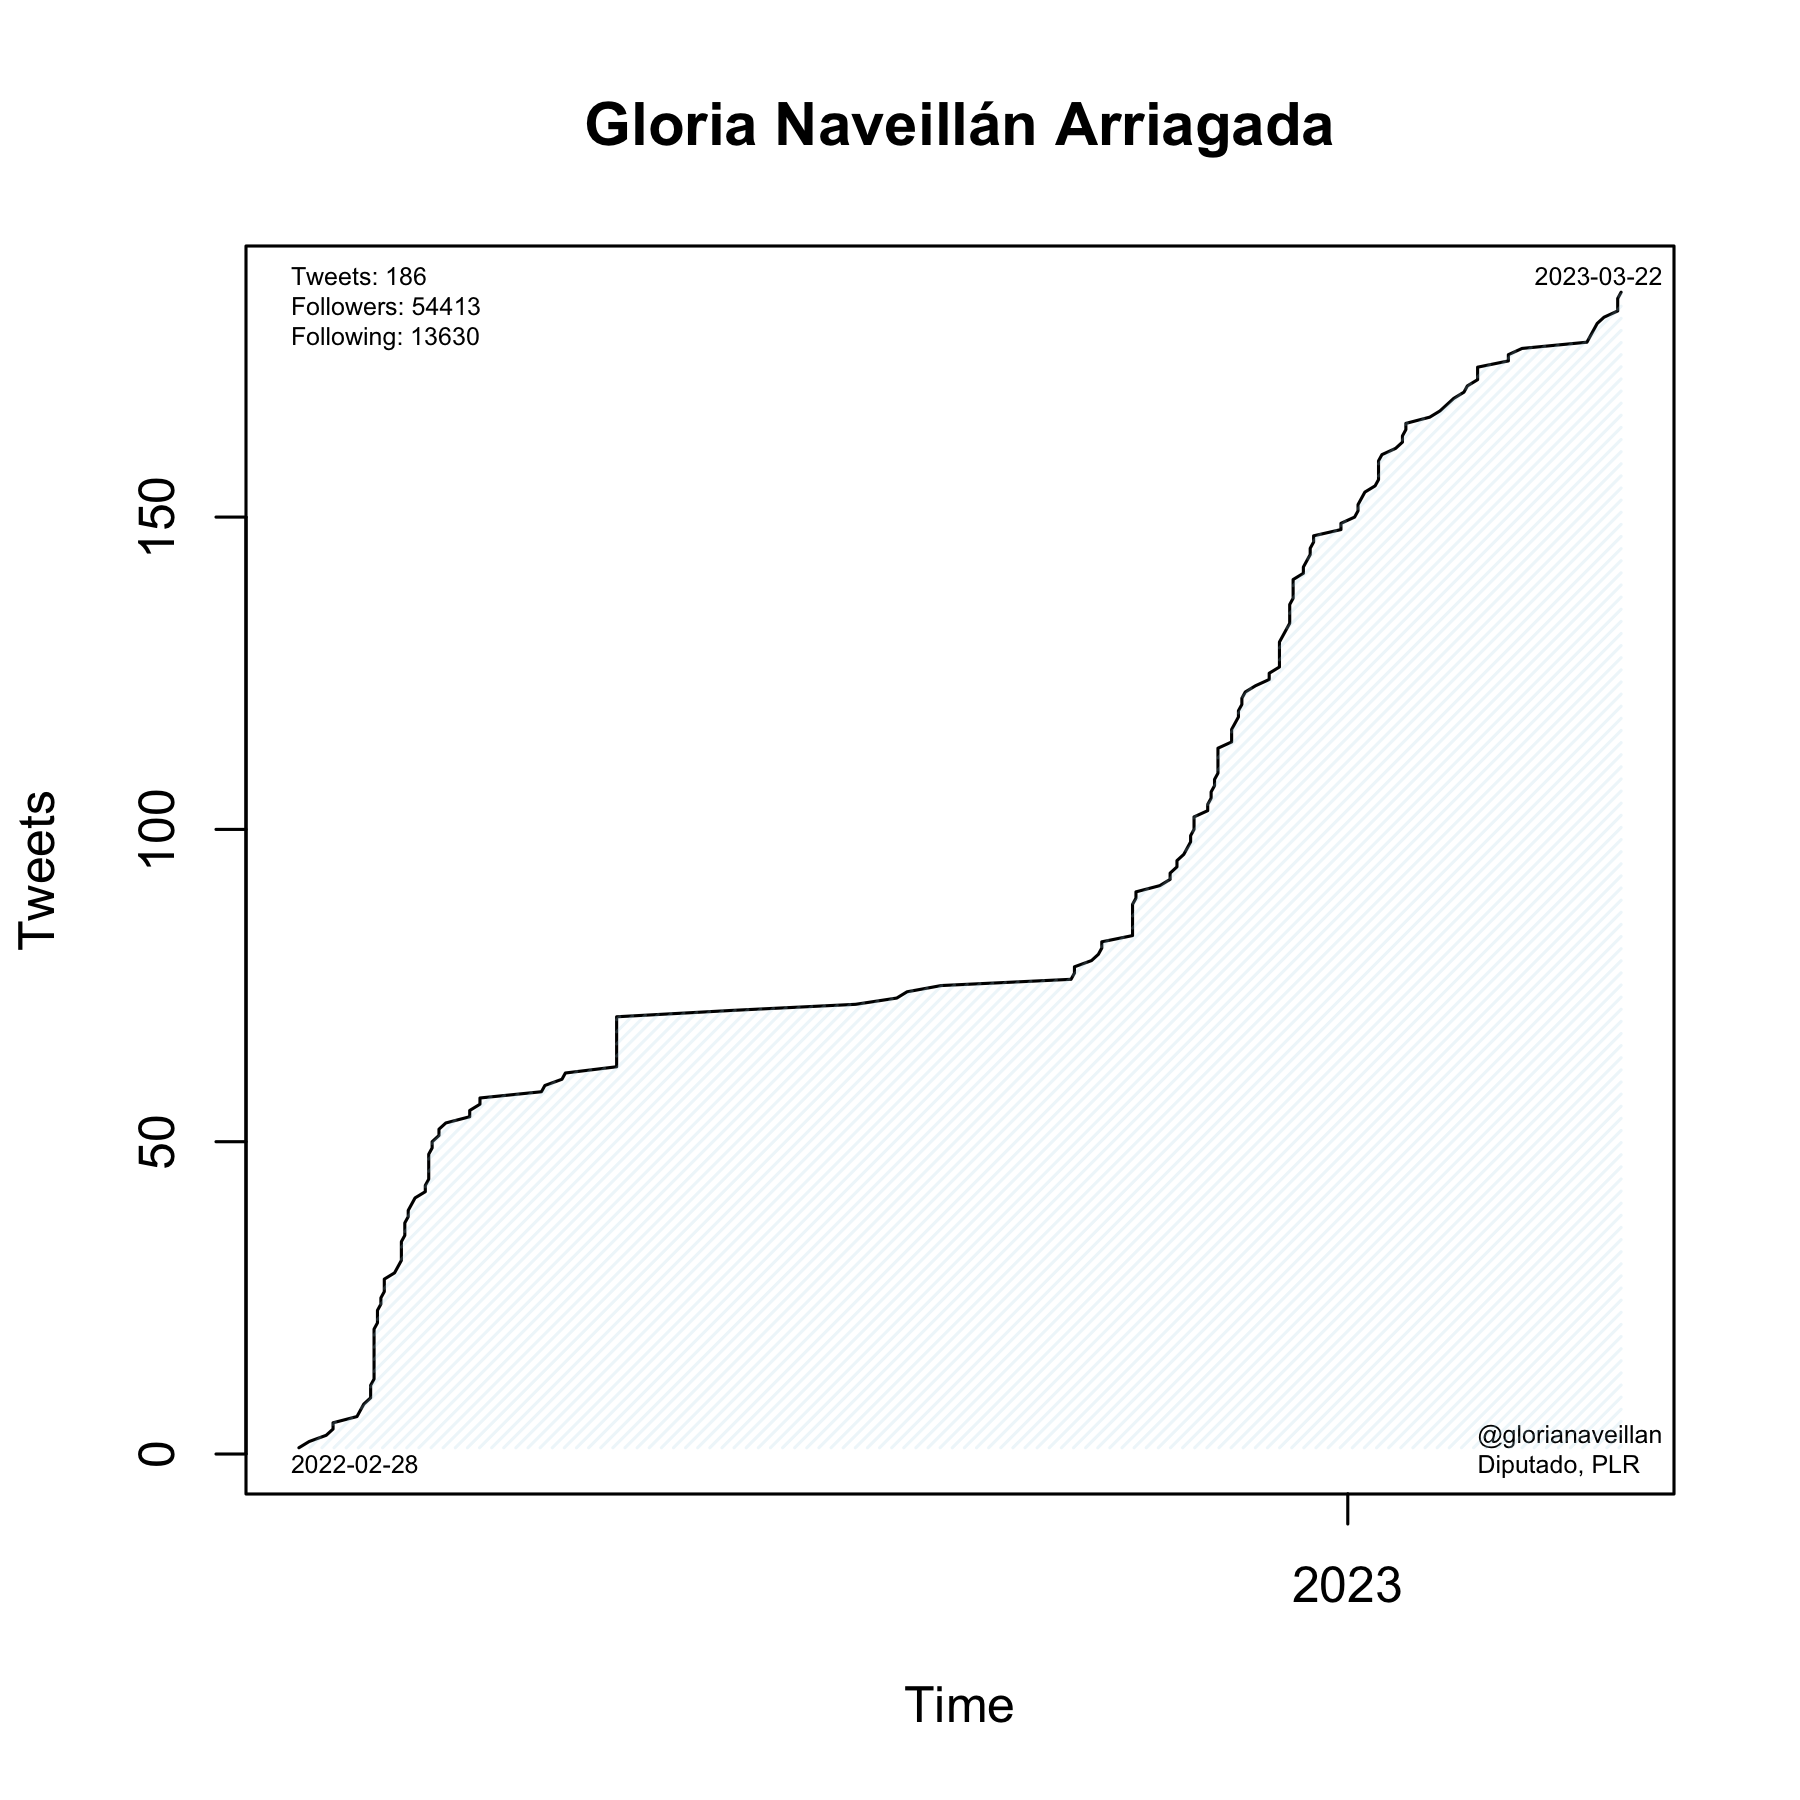 Gloria Naveillán Arriagada
Tweets: 186
Followers: 54413
Following: 13630
2023-03-22
150
100
50
0
Tweets
2022-02-28
@glorianaveillan
Diputado, PLR
2023
Time